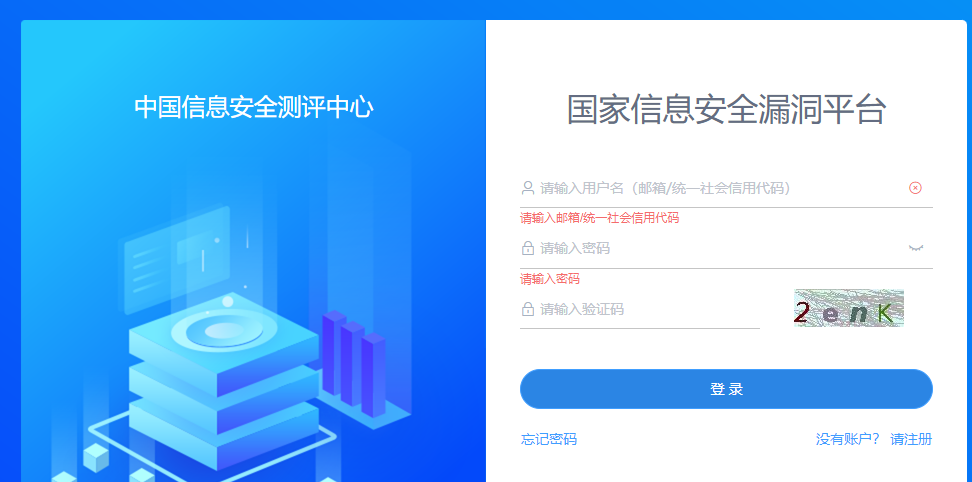 中国信息安全测评中心
国家信息安全漏洞平台
请输入用户名（邮箱/统一社会信用代码）
请输入邮箱/统一社会信用代码
请输入密码
请输入密码
请输入验证码
2enK
登录
忘记密码
没有账户？ 请注册